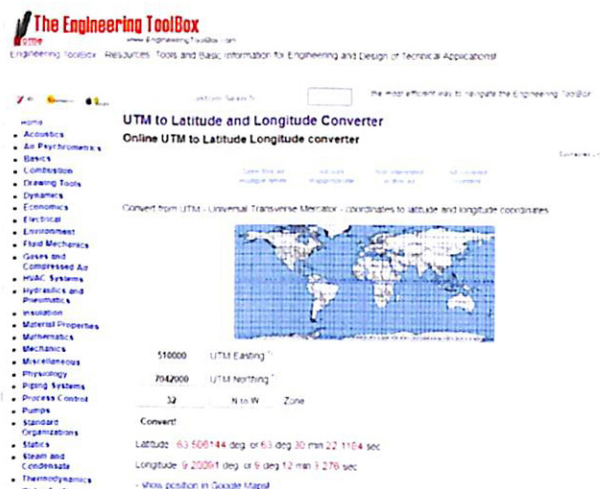 The Engineering ToolBox
Home
www.EngineeringToolBox.com
Engineering ToolBox - Resources, Tools and Basic Information for Engineering and Design of Technical Applications!
the most efficient way to navigate the Engineering ToolBox
UTM to Latitude and Longitude Converter
Online UTM to Latitude Longitude converter
Convert from UTM - Universal Transverse Mercator - coordinates to latitude and longitude coordinates
Home
Acoustics
Air Psychrometrics
Basics
Combustion
Drawing Tools
Dynamics
Economics
Electrical
Environment
Fluid Mechanics
Gases and
Compressed Air
HVAC Systems
Hydraulics and
Pneumatics
Insulation
Material Properties
Mathematics
Mechanics
Miscellaneous
Physiology
Piping Systems
Process Control
Pumps
Standard
Organizations
Statics
Steam and
Condensate
Thermodynamics
510000 UTM Easting
7042000 UTM Northing
32 N to W Zone
Convert!
Latitude : 63.506144 deg. or 63 deg 30 min 22.1184 sec
Longitude deg. or 9 deg 12 min 3.276 sec
- show position in Google Maps!